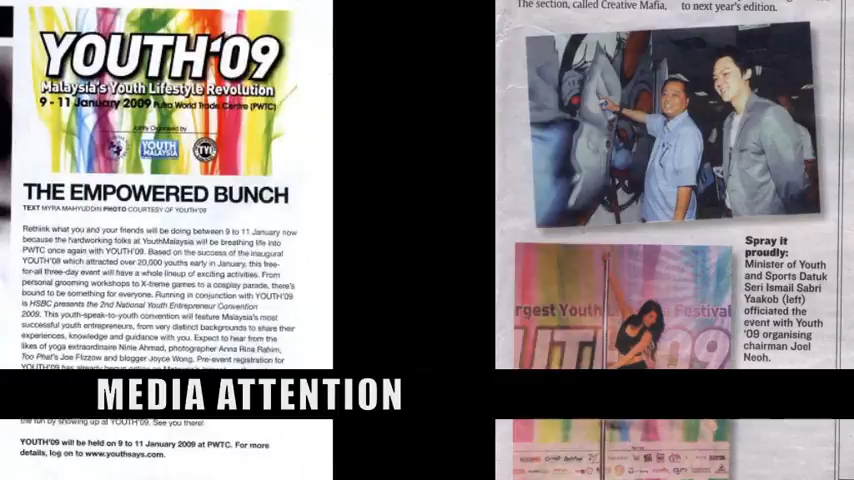 YOUTH'09
Malaysia's Youth Lifestyle Revolution
9 - 11 January 2009 Putra World Trade Centre (PWTC)
Jointly Organised by
YOUTH
MALAYSIA
THE EMPOWERED BUNCH
TEXT MYRA MAHYUDDIN PHOTO COURTESY OF YOUTH'09
Rethink what you and your friends will be doing between 9 to 11 January now
because the hardworking folks at YouthMalaysia will be breathing life into
PWTC once again with YOUTH'09. Based on the success of the inaugural
YOUTH'08 which attracted over 20,000 youths early in January, this free-
for-all three-day event will have a whole lineup of exciting activities. From
personal grooming workshops to X-treme games to a cosplay parade, there's
bound to be something for everyone. Running in conjunction with YOUTH'09
is HSBC presents the 2nd National Youth Entrepreneur Convention
2009. This youth-speak-to-youth convention will feature Malaysia's most
successful youth entrepreneurs, from very distinct backgrounds to share their
experiences, knowledge and guidance with you. Expect to hear from the
likes of yoga extraordinaire Ninie Ahmad, photographer Anna Rina Rahim,
Too Phat's Joe Flizzow and blogger Joyce Wong. Pre-event registration for
YOUTH'09 has already begun
the fun by showing up at YOUTH'09. See you there!
YOUTH'09 will be held on 9 to 11 January 2009 at PWTC. For more
details, log on to www.youthsays.com.
The section, called Creative Mafia,
to next year's edition.
rgest Youth Festival
UTH'09
Spray it
proudly:
Minister of Youth
and Sports Datuk
Seri Ismail Sabri
Yaakob (left)
officiated the
event with Youth
'09 organising
chairman Joel
Neoh.
MEDIA ATTENTION